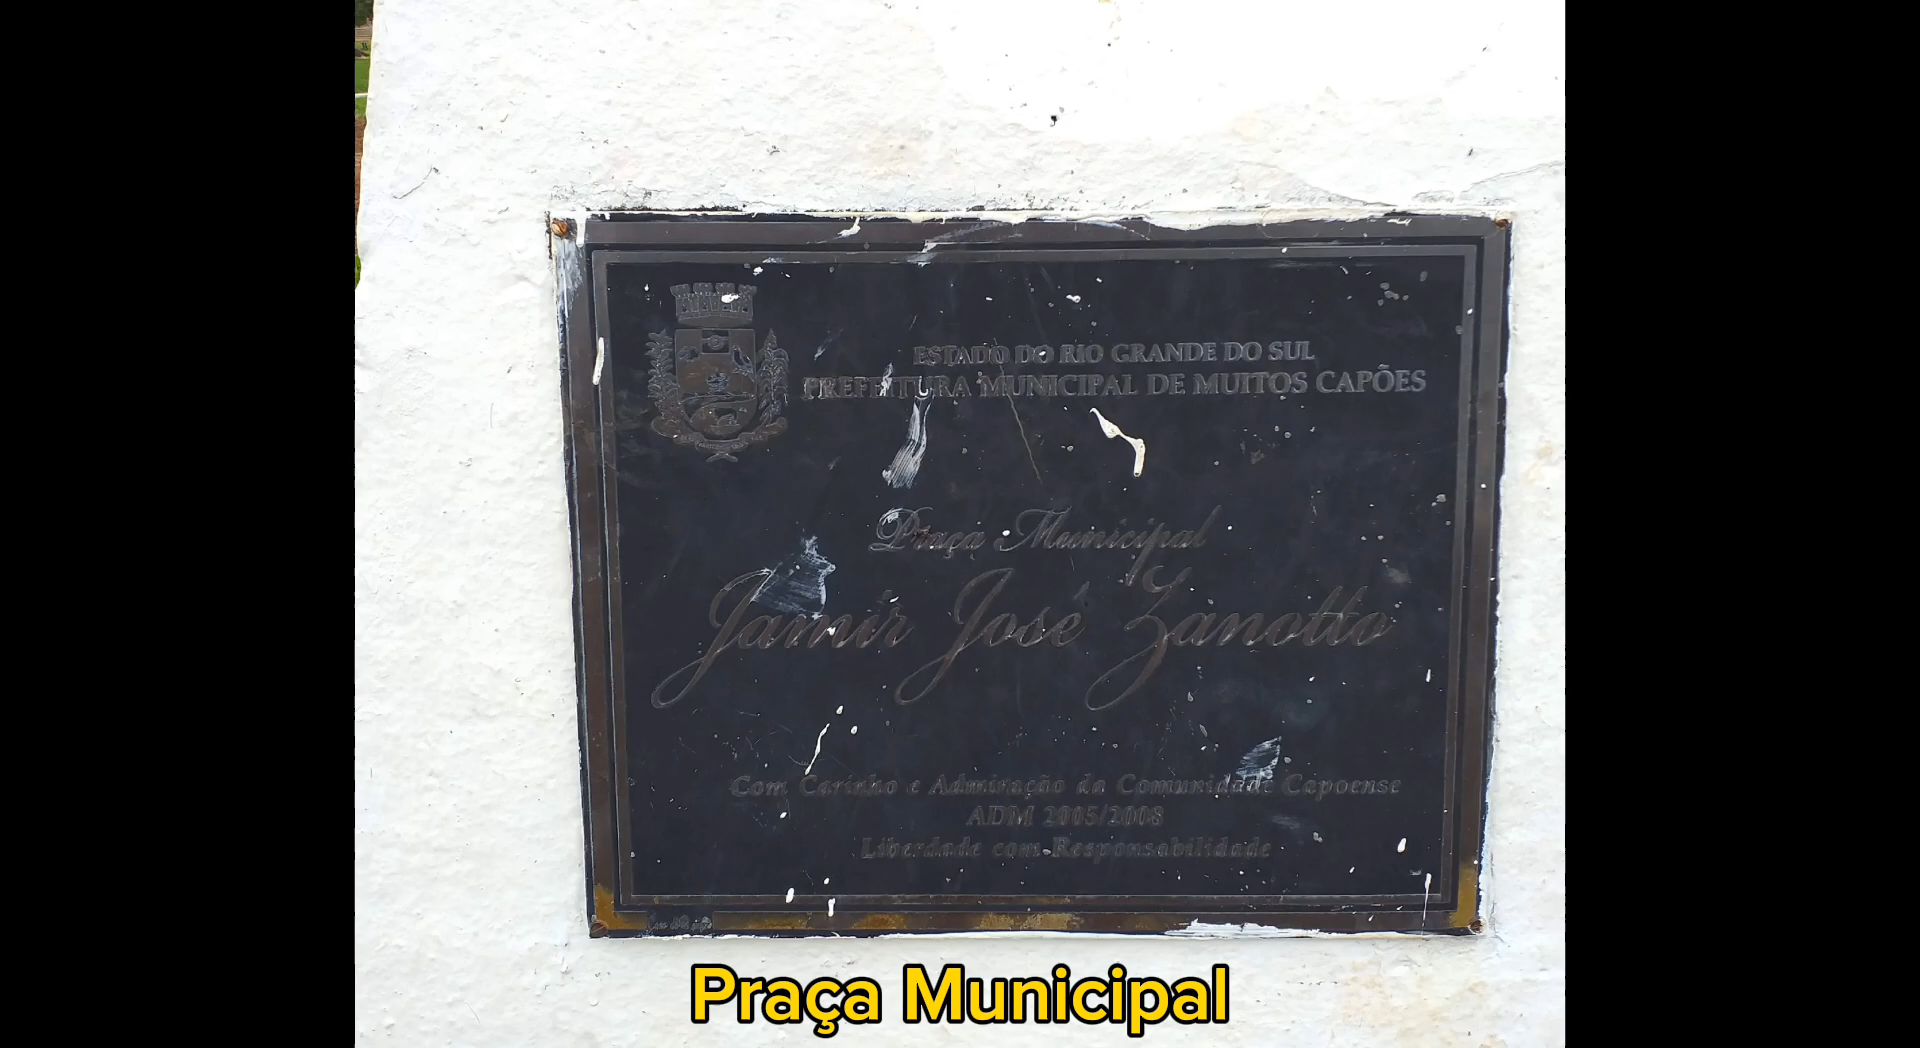 ESTADO DO RIO GRANDE DO SUL
PREFEITURA MUNICIPAL DE MUITOS CAPÕES
Praça Municipal
Jamir José Zanotto
Com Carinho e Admiração da Comunidade Capoense
ADM 2005/2008
Liberdade com Responsabilidade
Praça Municipal